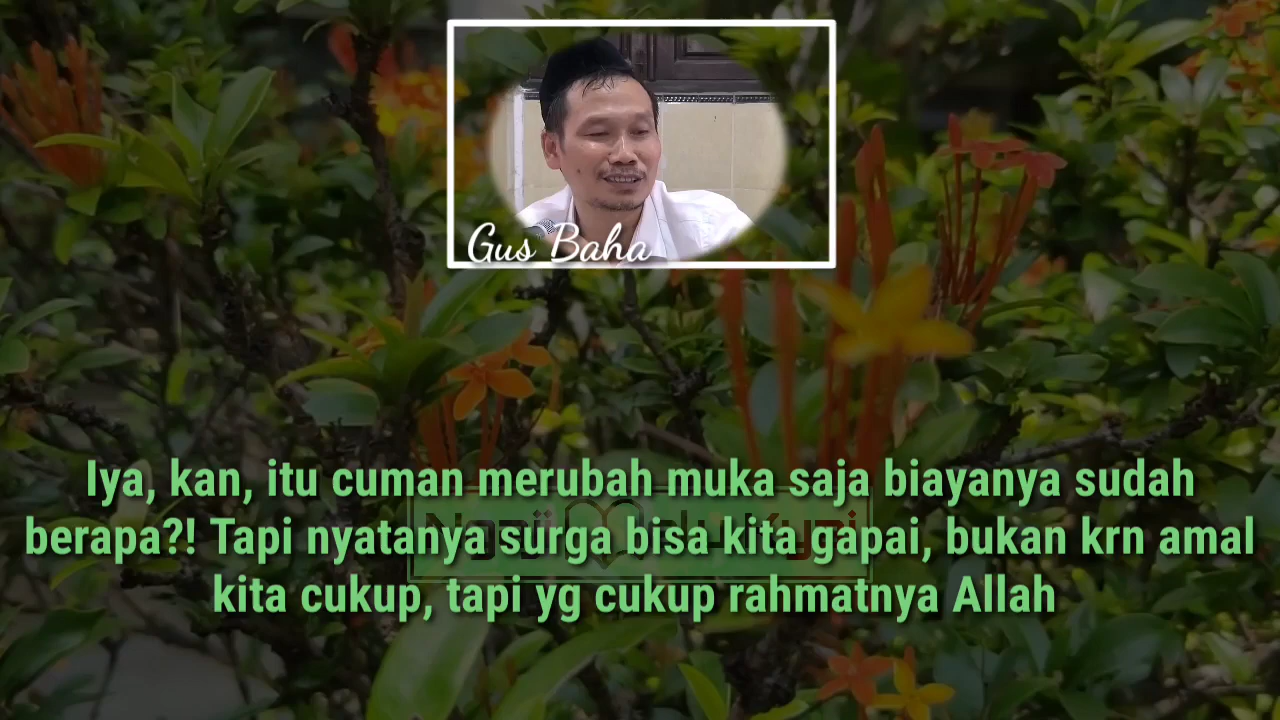 Gus Baha
Iya, kan, itu cuman merubah muka saja biayanya sudah
berapa?! Tapi nyatanya surga bisa kita gapai, bukan krn amal
kita cukup, tapi yg cukup rahmatnya Allah